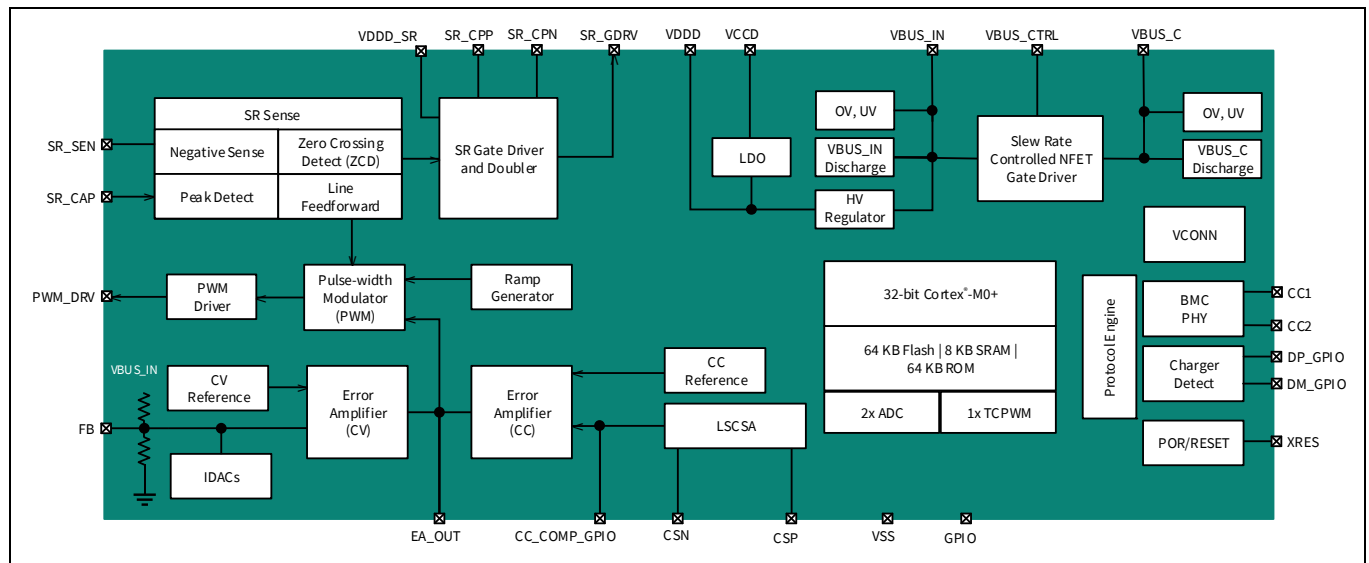 VDDD_SR
SR_CPP
SR_CPN
SR_GDRV
VDDD
VCCD
VBUS_IN
VBUS_CTRL
VBUS_C
SR Sense
Negative Sense
Zero Crossing
Detect (ZCD)
Peak Detect
Line
Feedforward
SR_SEN
SR_CAP
SR Gate Driver
and Doubler
LDO
OV, UV
VBUS_IN
Discharge
HV
Regulator
Slew Rate
Controlled NFET
Gate Driver
OV, UV
VBUS_C
Discharge
VCONN
PWM_DRV
PWM
Driver
Pulse-width
Modulator
(PWM)
Ramp
Generator
32-bit Cortex®-M0+
64 KB Flash | 8 KB SRAM |
64 KB ROM
2x ADC
1x TCPWM
Protocol Engine
BMC
PHY
CC1
CC2
Charger
Detect
DP_GPIO
DM_GPIO
POR/RESET
XRES
VBUS_IN
FB
CV
Reference
IDACs
Error
Amplifier
(CV)
Error
Amplifier
(CC)
CC
Reference
LSCSA
EA_OUT
CC_COMP_GPIO
CSN
CSP
VSS
GPIO